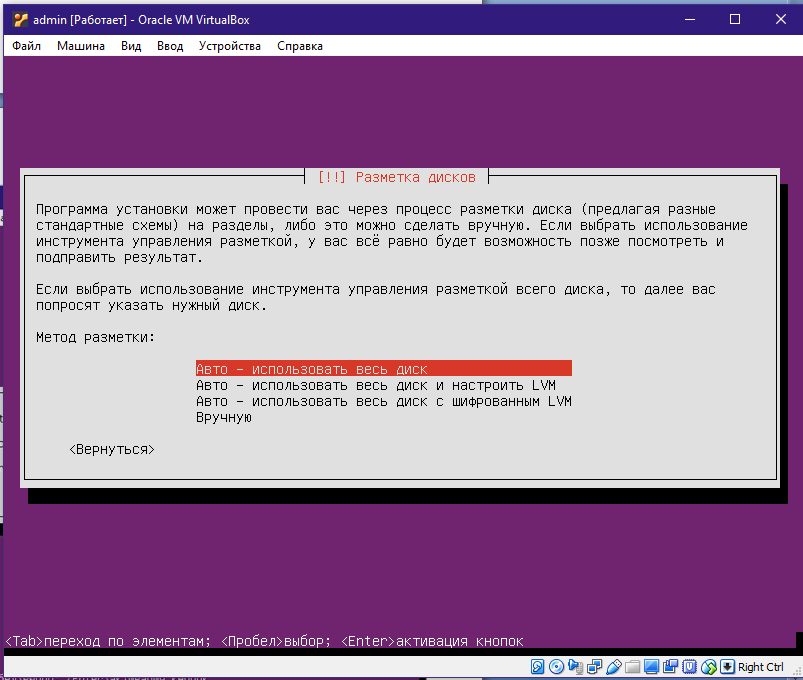 admin [Работает] - Oracle VM VirtualBox
Файл Машина Вид Ввод Устройства Справка
[!!] Разметка дисков
Программа установки может провести вас через процесс разметки диска (предлагая разные
стандартные схемы) на разделы, либо это можно сделать вручную. Если выбрать использование
инструмента управления разметкой, у вас всё равно будет возможность позже посмотреть и
подправить результат.
Если выбрать использование инструмента управления разметкой всего диска, то далее вас
попросят указать нужный диск.
Метод разметки:
Авто - использовать весь диск
Авто - использовать весь диск и настроить LVM
Авто - использовать весь диск с шифрованным LVM
Вручную
<Вернуться>
<Tab>переход по элементам; <Пробел>выбор; <Enter>активация кнопок
Right Ctrl